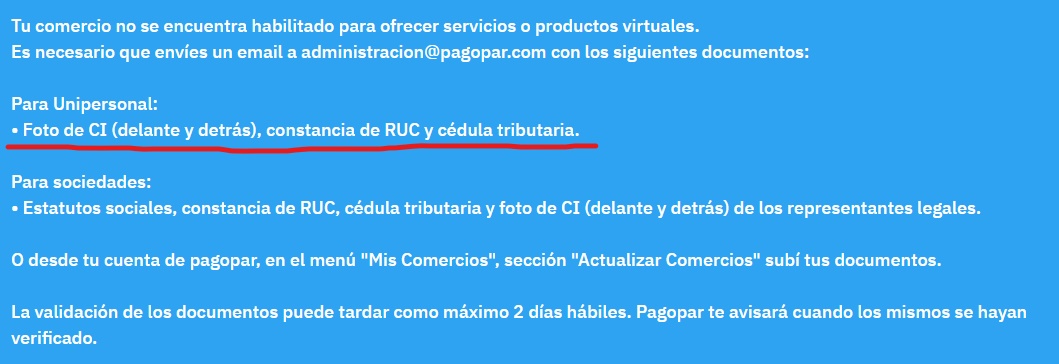 Tu comercio no se encuentra habilitado para ofrecer servicios o productos virtuales.
Es necesario que envíes un email a administracion@pagopar.com con los siguientes documentos:
Para Unipersonal:
• Foto de CI (delante y detrás), constancia de RUC y cédula tributaria.
Para sociedades:
• Estatutos sociales, constancia de RUC, cédula tributaria y foto de CI (delante y detrás) de los representantes legales.
O desde tu cuenta de pagopar, en el menú "Mis Comercios", sección "Actualizar Comercios" subí tus documentos.
La validación de los documentos puede tardar como máximo 2 días hábiles. Pagopar te avisará cuando los mismos se hayan
verificado.